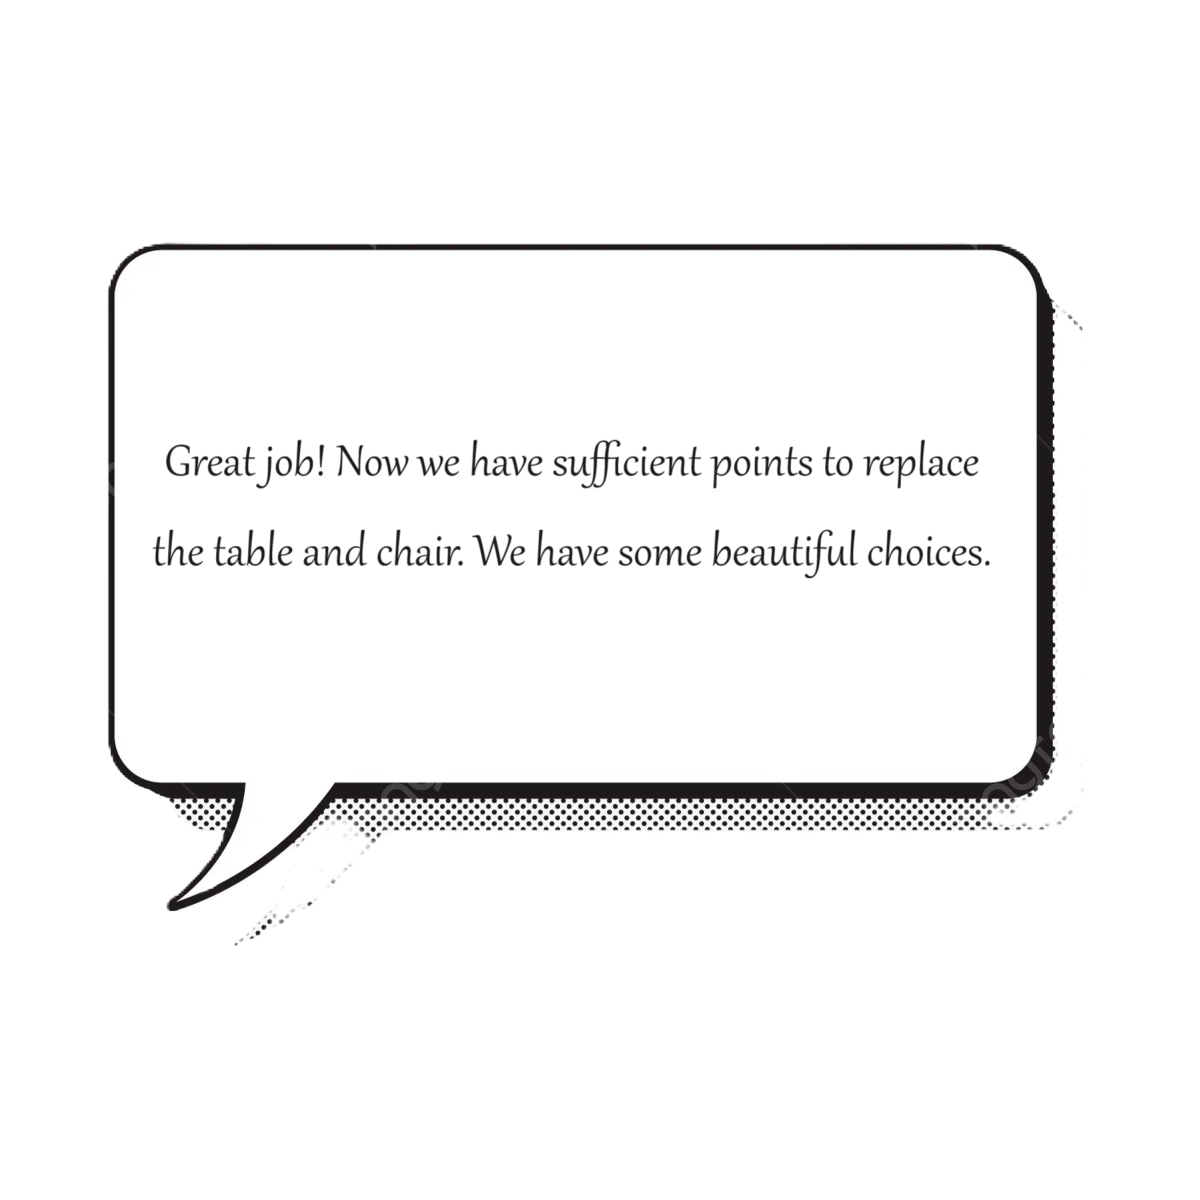 Great job! Now we have sufficient points to replace
the table and chair. We have some beautiful choices.